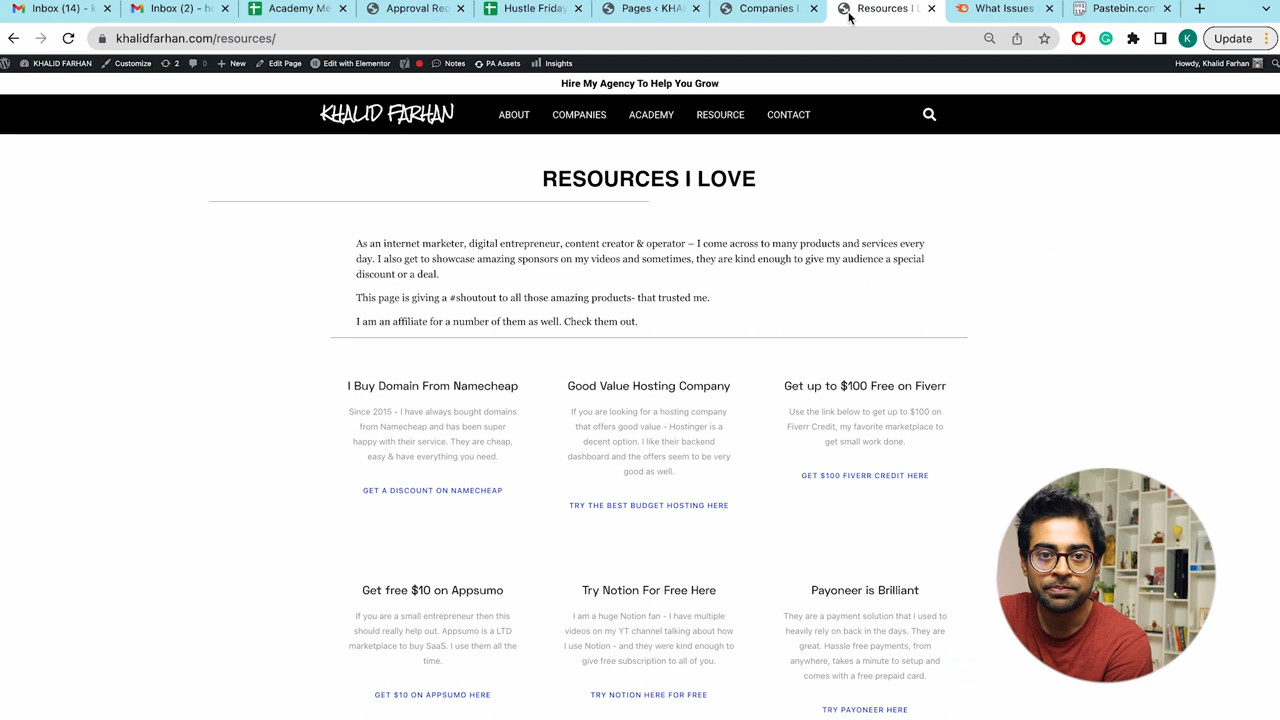 Inbox (14) - k
Inbox (2) - he
Academy Me
Approval Req
Hustle Friday
Pages ‹ KHA
Companies I
Resources I L
What Issues
Pastebin.com
khalidfarhan.com/resources/
K
Update
KHALID FARHAN
Customize
2
0
New
Edit Page
Edit with Elementor
Notes
PA Assets
Insights
Howdy, Khalid Farhan
Hire My Agency To Help You Grow
KHALID FARHAN
ABOUT
COMPANIES
ACADEMY
RESOURCE
CONTACT
RESOURCES I LOVE
As an internet marketer, digital entrepreneur, content creator & operator – I come across to many products and services every
day. I also get to showcase amazing sponsors on my videos and sometimes, they are kind enough to give my audience a special
discount or a deal.
This page is giving a #shoutout to all those amazing products- that trusted me.
I am an affiliate for a number of them as well. Check them out.
I Buy Domain From Namecheap
Since 2015 - I have always bought domains
from Namecheap and has been super
happy with their service. They are cheap,
easy & have everything you need.
GET A DISCOUNT ON NAMECHEAP
Good Value Hosting Company
If you are looking for a hosting company
that offers good value - Hostinger is a
decent option. I like their backend
dashboard and the offers seem to be very
good as well.
TRY THE BEST BUDGET HOSTING HERE
Get up to $100 Free on Fiverr
Use the link below to get up to $100 on
Fiverr Credit, my favorite marketplace to
get small work done.
GET $100 FIVERR CREDIT HERE
Get free $10 on Appsumo
If you are a small entrepreneur then this
should really help out. Appsumo is a LTD
marketplace to buy SaaS. I use them all the
time.
GET $10 ON APPSUMO HERE
Try Notion For Free Here
I am a huge Notion fan - I have multiple
videos on my YT channel talking about how
I use Notion - and they were kind enough to
give free subscription to all of you.
TRY NOTION HERE FOR FREE
Payoneer is Brilliant
They are a payment solution that I used to
heavily rely on back in the days. They are
great. Hassle free payments, from
anywhere, takes a minute to setup and
comes with a free prepaid card.
TRY PAYONEER HERE